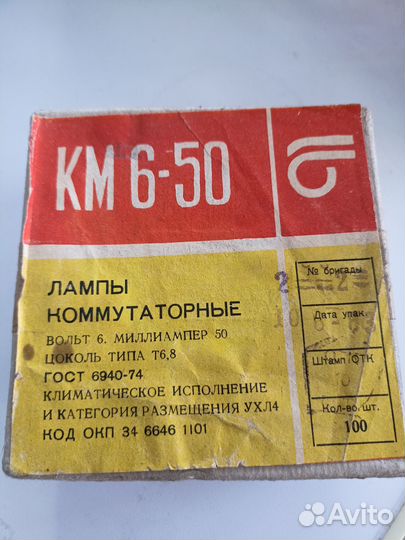 КМ 6-50
ЛАМПЫ
КОММУТАТОРНЫЕ
ВОЛЬТ 6. МИЛЛИАМПЕР 50
ЦОКОЛЬ ТИПА Т6,8
ГОСТ 6940-74
КЛИМАТИЧЕСКОЕ ИСПОЛНЕНИЕ
И КАТЕГОРИЯ РАЗМЕЩЕНИЯ УХЛ4
КОД ОКП 34 6646 1101
№ бригады
Дата упак.
Штамп ОТК
Кол-во шт.
100
Avito